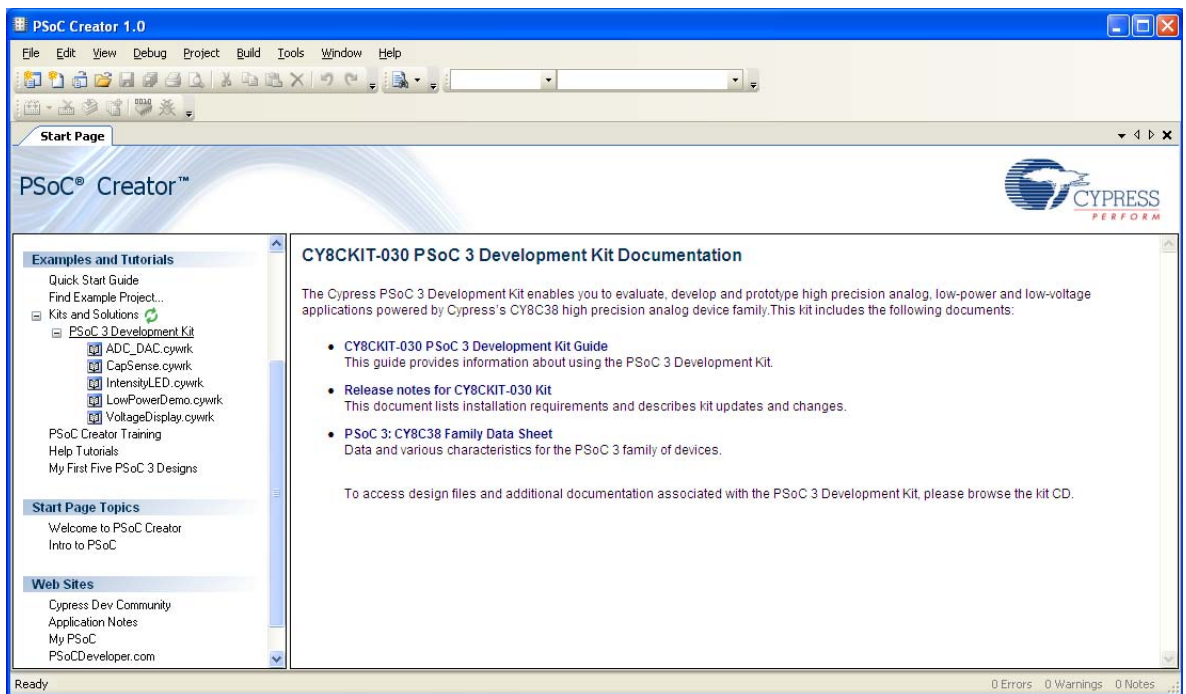 PSoC Creator 1.0
File Edit View Debug Project Build Tools Window Help
Start Page
PSoC® Creator™
CYPRESS
PERFORM
Examples and Tutorials
Quick Start Guide
Find Example Project...
Kits and Solutions
PSoC 3 Development Kit
ADC_DAC.cywrk
CapSense.cywrk
IntensityLED.cywrk
LowPowerDemo.cywrk
VoltageDisplay.cywrk
PSoC Creator Training
Help Tutorials
My First Five PSoC 3 Designs
Start Page Topics
Welcome to PSoC Creator
Intro to PSoC
Web Sites
Cypress Dev Community
Application Notes
My PSoC
PSoCDeveloper.com
CY8CKIT-030 PSoC 3 Development Kit Documentation
The Cypress PSoC 3 Development Kit enables you to evaluate, develop and prototype high precision analog, low-power and low-voltage
applications powered by Cypress's CY8C38 high precision analog device family.This kit includes the following documents:
• CY8CKIT-030 PSoC 3 Development Kit Guide
This guide provides information about using the PSoC 3 Development Kit.
• Release notes for CY8CKIT-030 Kit
This document lists installation requirements and describes kit updates and changes.
• PSoC 3: CY8C38 Family Data Sheet
Data and various characteristics for the PSoC 3 family of devices.
To access design files and additional documentation associated with the PSoC 3 Development Kit, please browse the kit CD.
Ready
0 Errors 0 Warnings 0 Notes